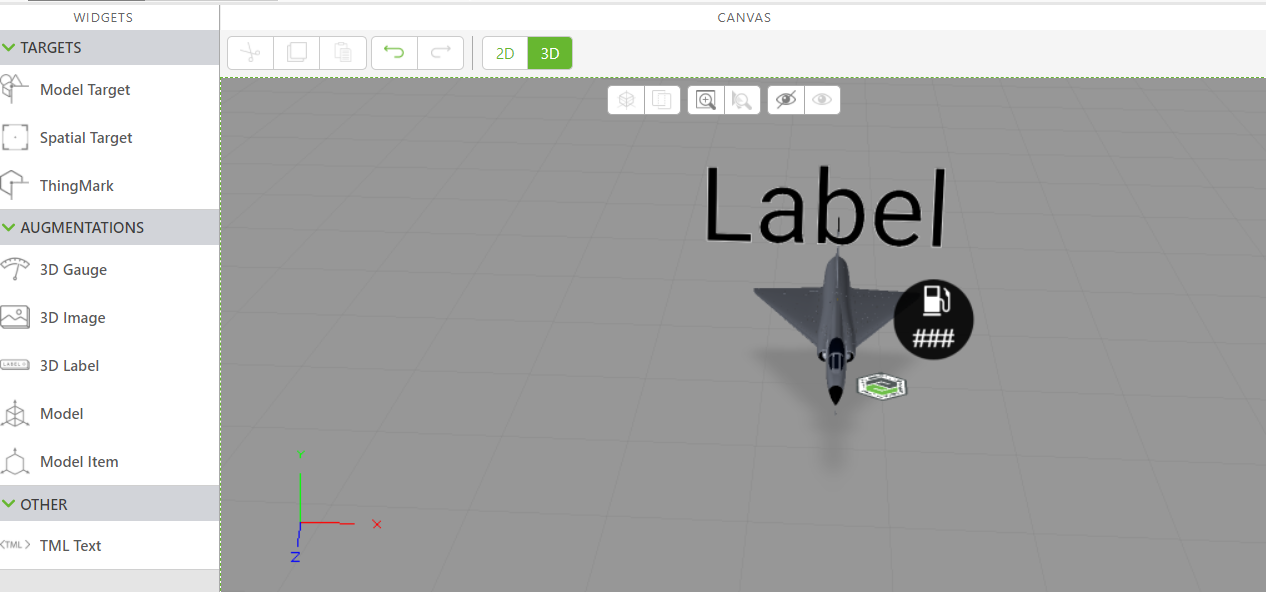 WIDGETS
CANVAS
TARGETS
2D
3D
Model Target
Spatial Target
ThingMark
AUGMENTATIONS
3D Gauge
3D Image
3D Label
Model
Model Item
OTHER
<TML>
TML Text
Label
###
Y
X
Z